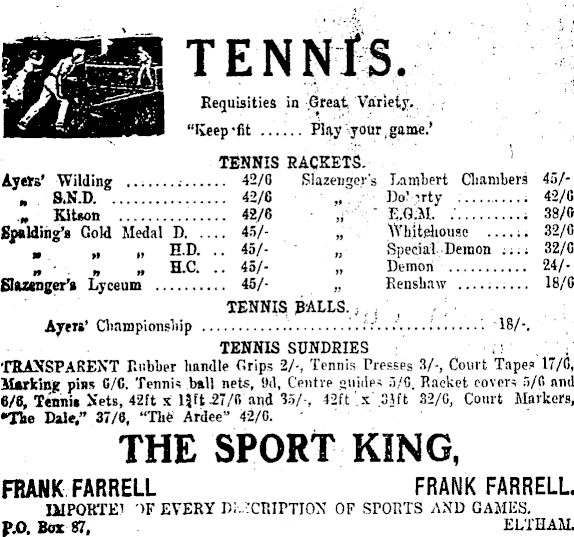 TENNIS.
Requisities in Great Variety.
"Keep fit ...... Play your game.'
TENNIS RACKETS.
Ayers' Wilding .............. 42/6 Slazenger's Lambert Chambers 45/-
„ S.N.D. .............. 42/6 „ Doherty .......... 42/6
„ Kitson .............. 42/6 „ E.G.M. ........... 38/6
Spalding's Gold Medal D. .... 45/- „ Whitehouse ...... 32/6
„ „ „ H.D. .. 45/- „ Special Demon .... 32/6
„ „ „ H.C. .. 45/- „ Demon ........... 24/-
Slazenger's Lyceum .......... 45/- „ Renshaw ......... 18/6
TENNIS BALLS.
Ayers' Championship ................................ 18/-.
TENNIS SUNDRIES
TRANSPARENT Rubber handle Grips 2/-, Tennis Presses 3/-, Court Tapes 17/6,
Marking pins 6/6, Tennis ball nets, 9d, Centre guides 5/6, Racket covers 5/6 and
6/6, Tennis Nets, 42ft x 1¾ft 27/6 and 35/-, 42ft x 3½ft 32/6, Court Markers,
"The Dale," 37/6, "The Ardee" 42/6.
THE SPORT KING,
FRANK FARRELL FRANK FARRELL.
IMPORTER OF EVERY DESCRIPTION OF SPORTS AND GAMES.
P.O. Box 87, ELTHAM.